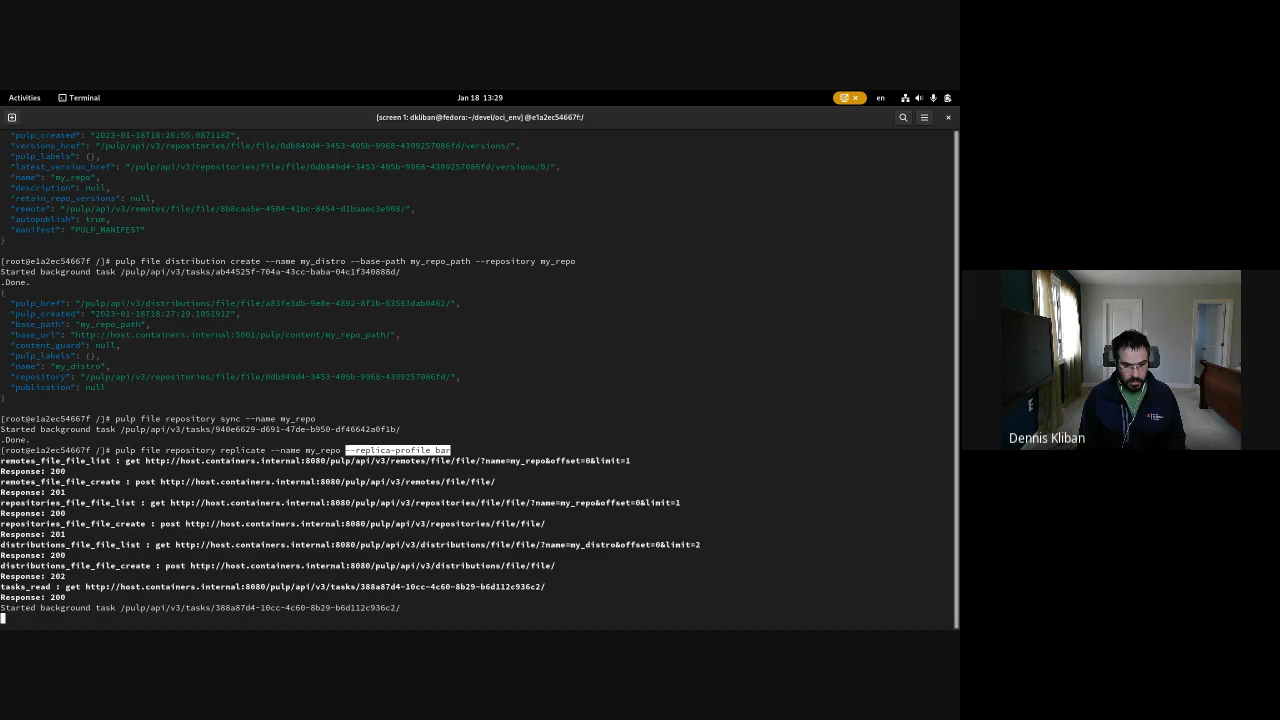 Activities
Terminal
Jan 18 13:29
en
[screen 1: dkliban@fedora:~/devel/oci_env] @e1a2ec54667f:/
"pulp_created": "2023-01-18T18:26:55.087118Z",
"versions_href": "/pulp/api/v3/repositories/file/file/0db849d4-3453-405b-9968-4399257086fd/versions/",
"pulp_labels": {},
"latest_version_href": "/pulp/api/v3/repositories/file/file/0db849d4-3453-405b-9968-4399257086fd/versions/0/",
"name": "my_repo",
"description": null,
"retain_repo_versions": null,
"remote": "/pulp/api/v3/remotes/file/file/8b8caa5e-4504-41bc-8454-d1baaec3e908/",
"autopublish": true,
"manifest": "PULP_MANIFEST"
}
[root@e1a2ec54667f /]# pulp file distribution create --name my_distro --base-path my_repo_path --repository my_repo
Started background task /pulp/api/v3/tasks/ab44525f-704a-43cc-baba-04c1f340888d/
.Done.
{
"pulp_href": "/pulp/api/v3/distributions/file/file/a83fe3db-9e8e-4892-8f1b-63583dab0462/",
"pulp_created": "2023-01-18T18:27:29.105191Z",
"base_path": "my_repo_path",
"base_url": "http://host.containers.internal:5001/pulp/content/my_repo_path/",
"content_guard": null,
"pulp_labels": {},
"name": "my_distro",
"repository": "/pulp/api/v3/repositories/file/file/0db849d4-3453-405b-9968-4399257086fd/",
"publication": null
}
[root@e1a2ec54667f /]# pulp file repository sync --name my_repo
Started background task /pulp/api/v3/tasks/940e6629-d691-47de-b950-df46642a0f1b/
.Done.
[root@e1a2ec54667f /]# pulp file repository replicate --name my_repo --replica-profile bar
remotes_file_file_list : get http://host.containers.internal:8080/pulp/api/v3/remotes/file/file/?name=my_repo&offset=0&limit=1
Response: 200
remotes_file_file_create : post http://host.containers.internal:8080/pulp/api/v3/remotes/file/file/
Response: 201
repositories_file_file_list : get http://host.containers.internal:8080/pulp/api/v3/repositories/file/file/?name=my_repo&offset=0&limit=1
Response: 200
repositories_file_file_create : post http://host.containers.internal:8080/pulp/api/v3/repositories/file/file/
Response: 201
distributions_file_file_list : get http://host.containers.internal:8080/pulp/api/v3/distributions/file/file/?name=my_distro&offset=0&limit=2
Response: 200
distributions_file_file_create : post http://host.containers.internal:8080/pulp/api/v3/distributions/file/file/
Response: 202
tasks_read : get http://host.containers.internal:8080/pulp/api/v3/tasks/388a87d4-10cc-4c60-8b29-b6d112c936c2/
Response: 200
Started background task /pulp/api/v3/tasks/388a87d4-10cc-4c60-8b29-b6d112c936c2/
Dennis Kliban